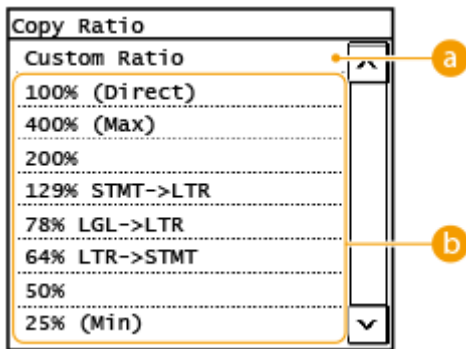 Copy Ratio
Custom Ratio
a
100% (Direct)
400% (Max)
200%
129% STMT->LTR
78% LGL->LTR
b
64% LTR->STMT
50%
25% (Min)